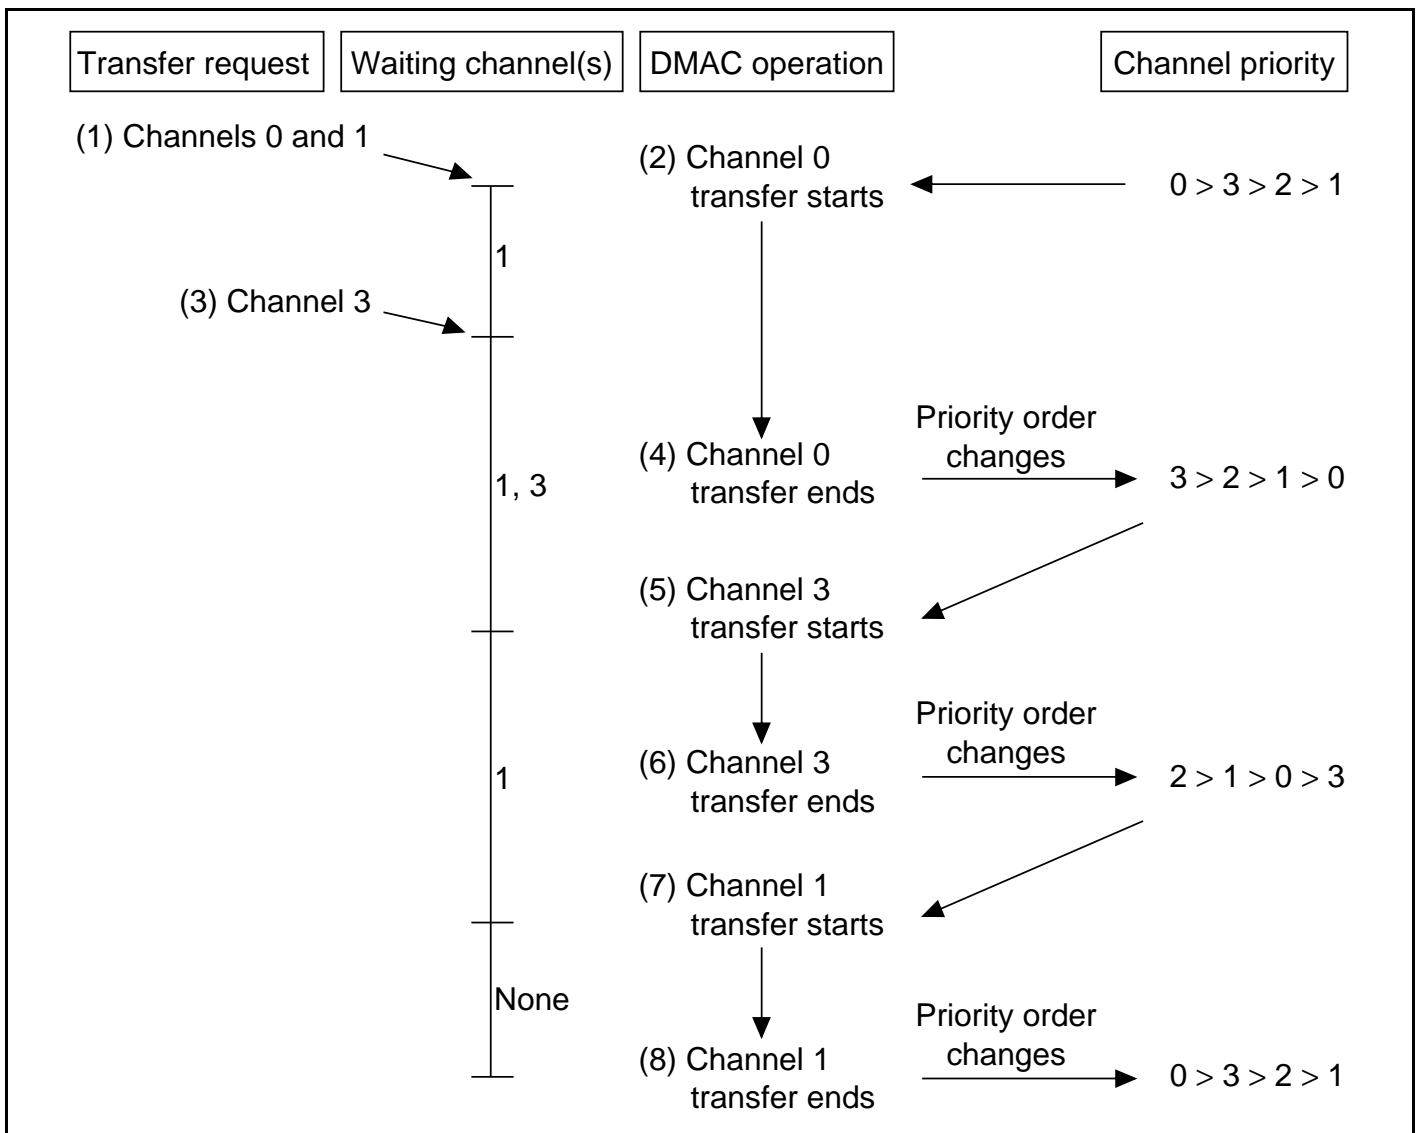 Transfer request
Waiting channel(s)
DMAC operation
Channel priority
(1) Channels 0 and 1
(2) Channel 0
transfer starts
0 > 3 > 2 > 1
1
(3) Channel 3
1, 3
(4) Channel 0
transfer ends
Priority order
changes
3 > 2 > 1 > 0
(5) Channel 3
transfer starts
1
(6) Channel 3
transfer ends
Priority order
changes
2 > 1 > 0 > 3
(7) Channel 1
transfer starts
None
(8) Channel 1
transfer ends
Priority order
changes
0 > 3 > 2 > 1